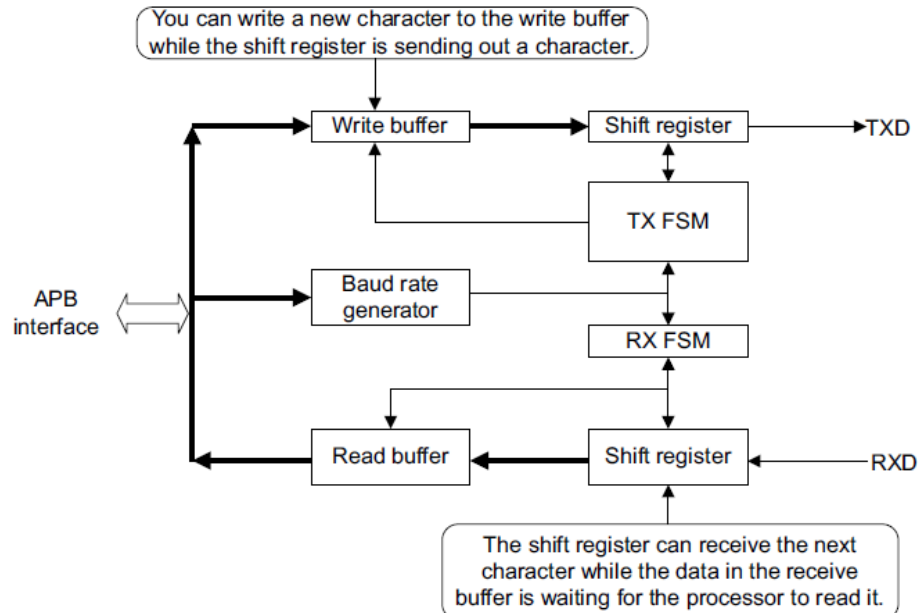 You can write a new character to the write buffer
while the shift register is sending out a character.
Write buffer
Shift register
TXD
TX FSM
APB
interface
Baud rate
generator
RX FSM
Read buffer
Shift register
RXD
The shift register can receive the next
character while the data in the receive
buffer is waiting for the processor to read it.